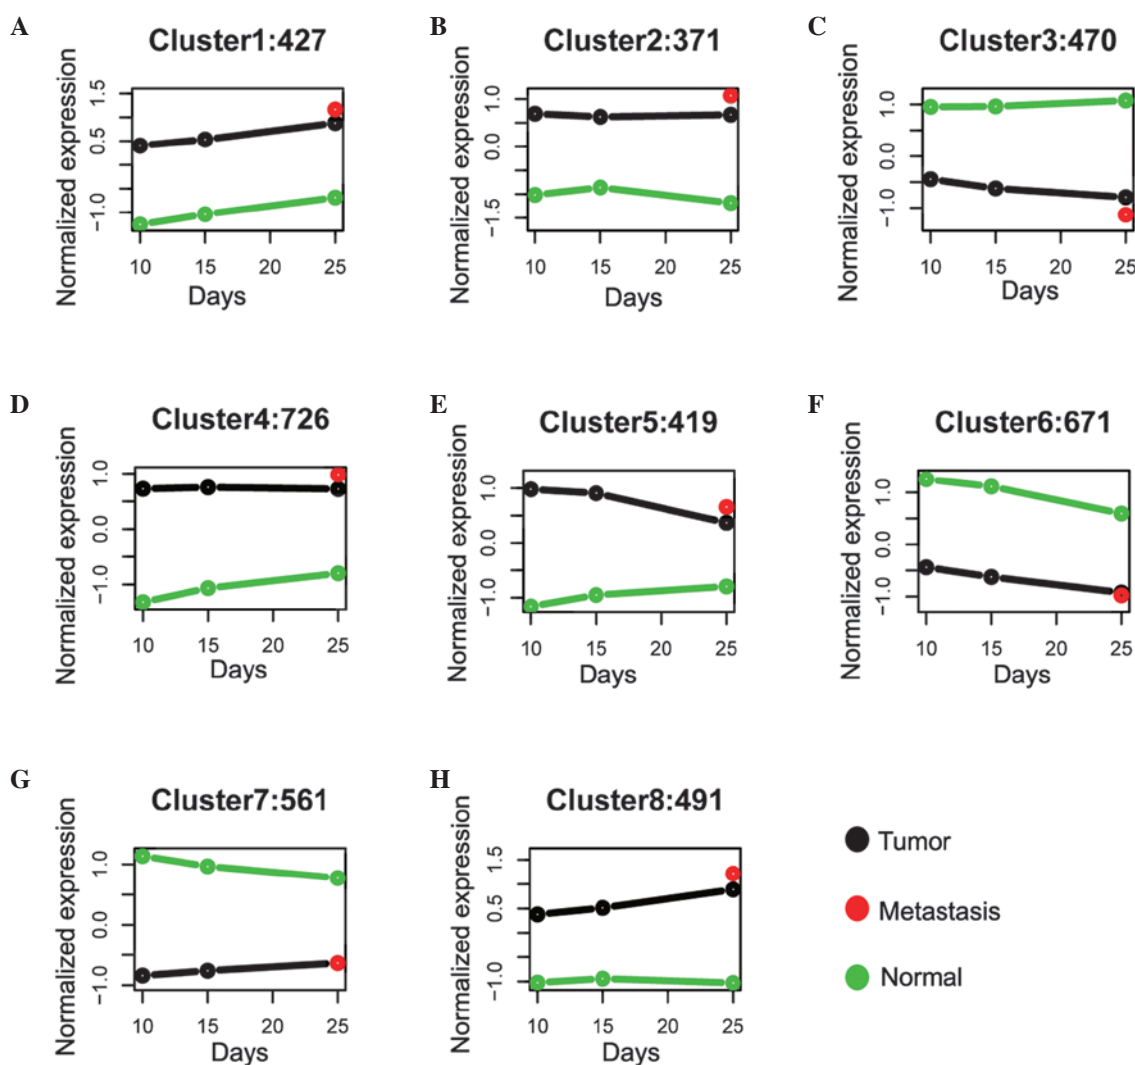 A
Cluster1:427
Normalized expression
1.5
0.5
−1.0
10 15 20 25
Days
B
Cluster2:371
Normalized expression
1.0
0.0
−1.5
10 15 20 25
Days
C
Cluster3:470
Normalized expression
1.0
0.0
−1.0
10 15 20 25
Days
D
Cluster4:726
Normalized expression
1.0
0.0
−1.0
10 15 20 25
Days
E
Cluster5:419
Normalized expression
1.0
0.0
−1.0
10 15 20 25
Days
F
Cluster6:671
Normalized expression
1.0
0.0
−1.0
10 15 20 25
Days
G
Cluster7:561
Normalized expression
1.0
0.0
−1.0
10 15 20 25
Days
H
Cluster8:491
Normalized expression
1.5
0.5
−1.0
10 15 20 25
Days
Tumor
Metastasis
Normal